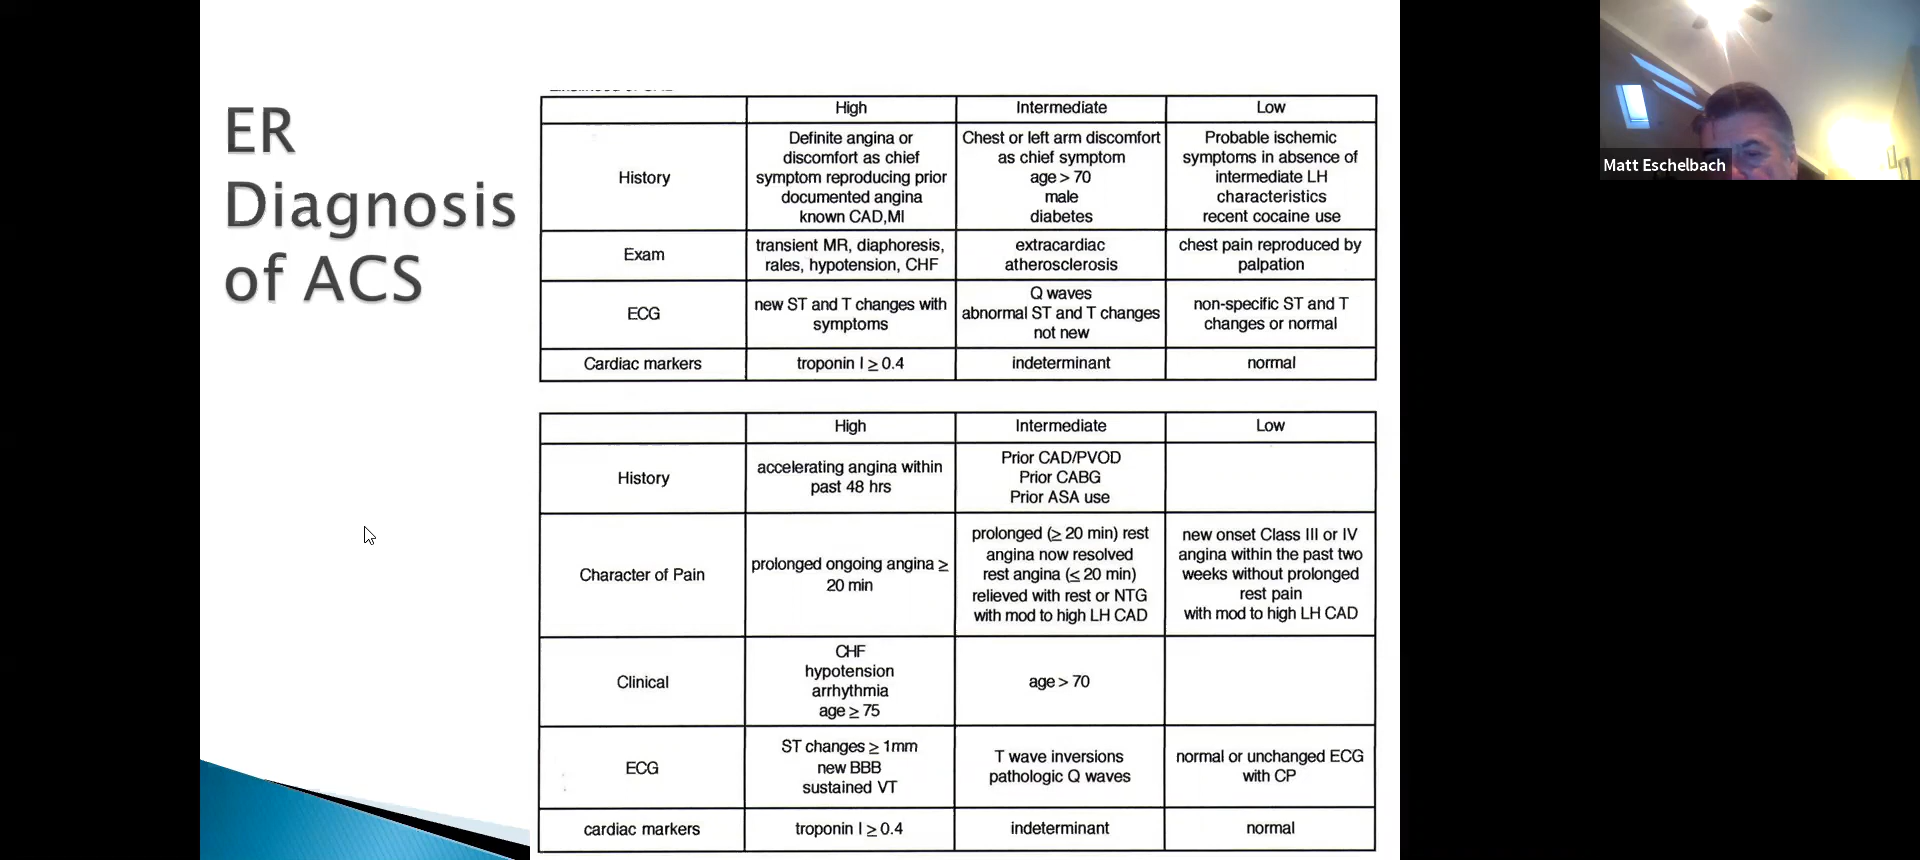 ER
Diagnosis
of ACS
High Intermediate Low
History
Definite angina or
discomfort as chief
symptom reproducing prior
documented angina
known CAD,MI
Chest or left arm discomfort
as chief symptom
age > 70
male
diabetes
Probable ischemic
symptoms in absence of
intermediate LH
characteristics
recent cocaine use
Exam
transient MR, diaphoresis,
rales, hypotension, CHF
extracardiac
atherosclerosis
chest pain reproduced by
palpation
ECG
new ST and T changes with
symptoms
Q waves
abnormal ST and T changes
not new
non-specific ST and T
changes or normal
Cardiac markers
troponin I ≥ 0.4
indeterminant
normal
High Intermediate Low
History
accelerating angina within
past 48 hrs
Prior CAD/PVOD
Prior CABG
Prior ASA use
Character of Pain
prolonged ongoing angina ≥
20 min
prolonged (≥ 20 min) rest
angina now resolved
rest angina (≤ 20 min)
relieved with rest or NTG
with mod to high LH CAD
new onset Class III or IV
angina within the past two
weeks without prolonged
rest pain
with mod to high LH CAD
Clinical
CHF
hypotension
arrhythmia
age ≥ 75
age > 70
ECG
ST changes ≥ 1mm
new BBB
sustained VT
T wave inversions
pathologic Q waves
normal or unchanged ECG
with CP
cardiac markers
troponin I ≥ 0.4
indeterminant
normal
Matt Eschelbach